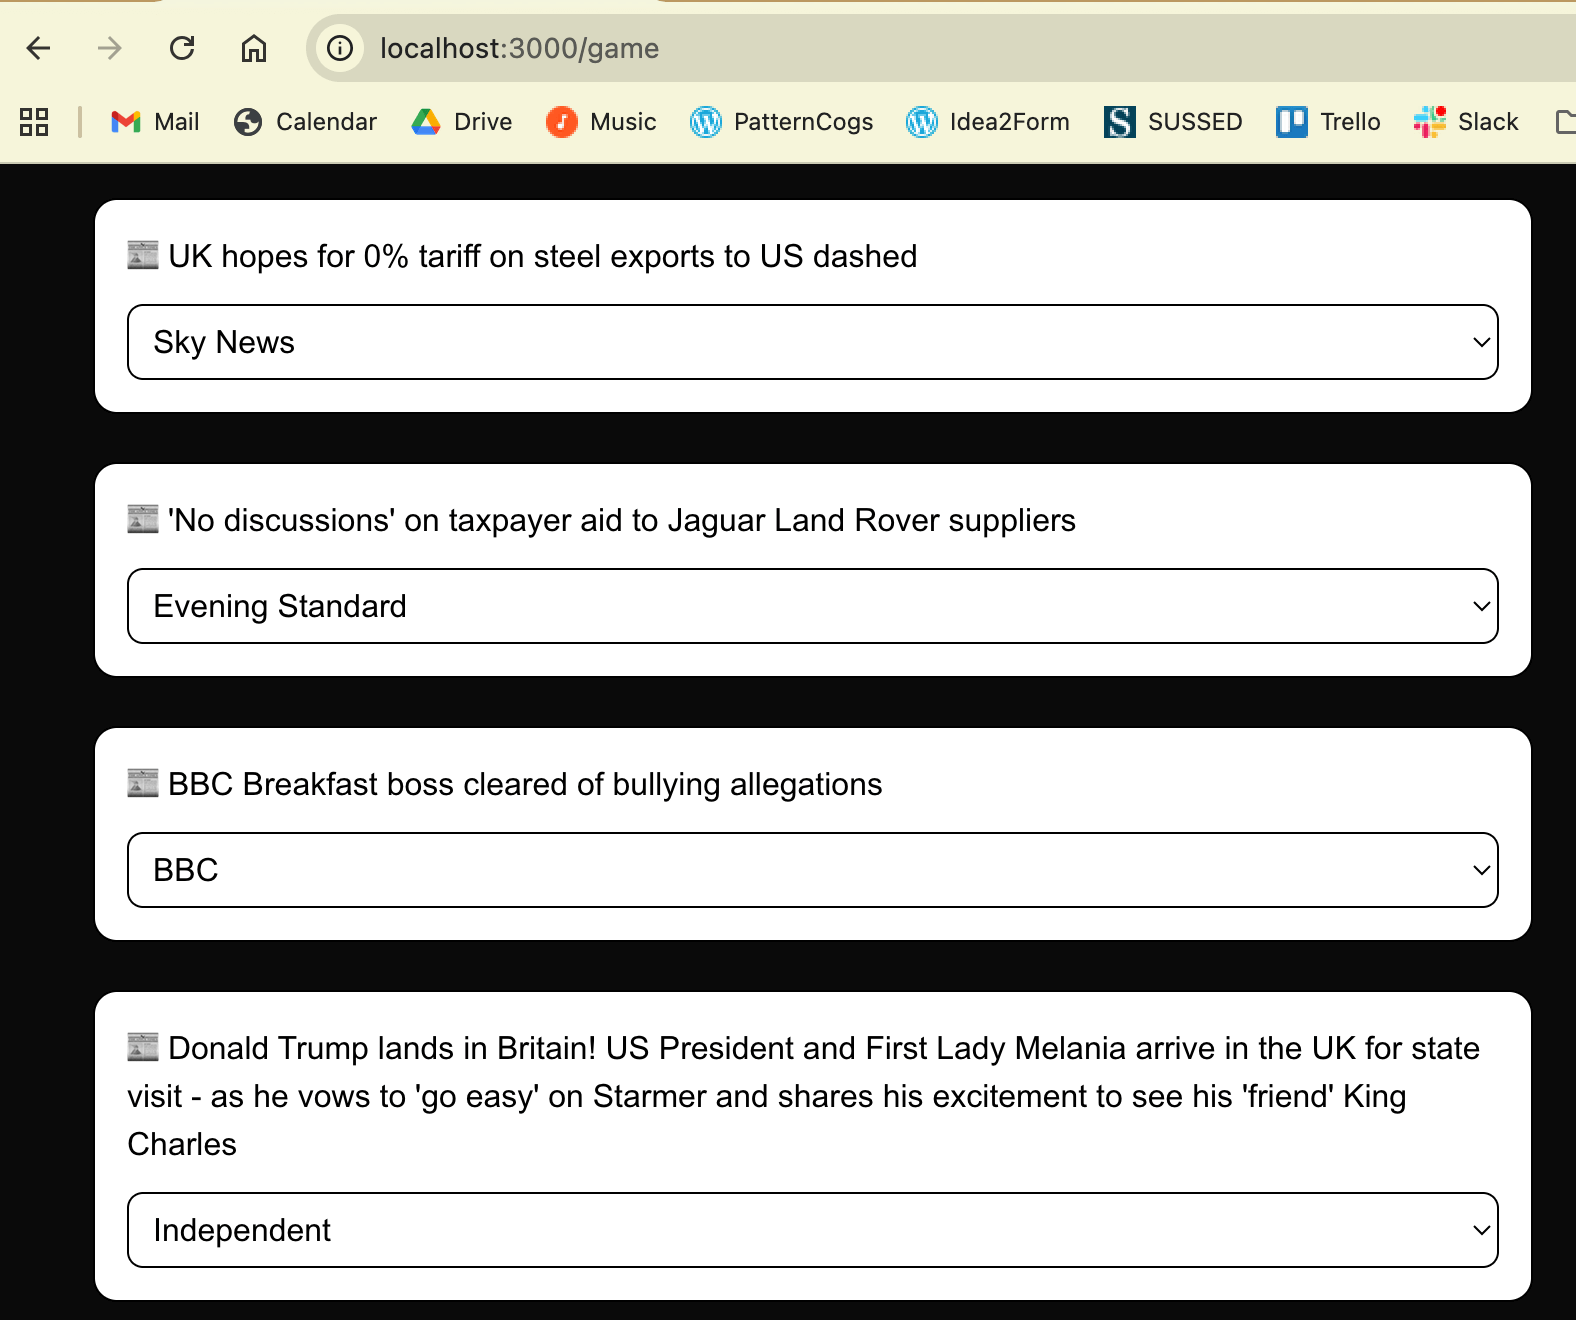 localhost:3000/game
Mail Calendar Drive Music PatternCogs Idea2Form SUSSED Trello Slack
UK hopes for 0% tariff on steel exports to US dashed
Sky News
'No discussions' on taxpayer aid to Jaguar Land Rover suppliers
Evening Standard
BBC Breakfast boss cleared of bullying allegations
BBC
Donald Trump lands in Britain! US President and First Lady Melania arrive in the UK for state
visit - as he vows to 'go easy' on Starmer and shares his excitement to see his 'friend' King
Charles
Independent